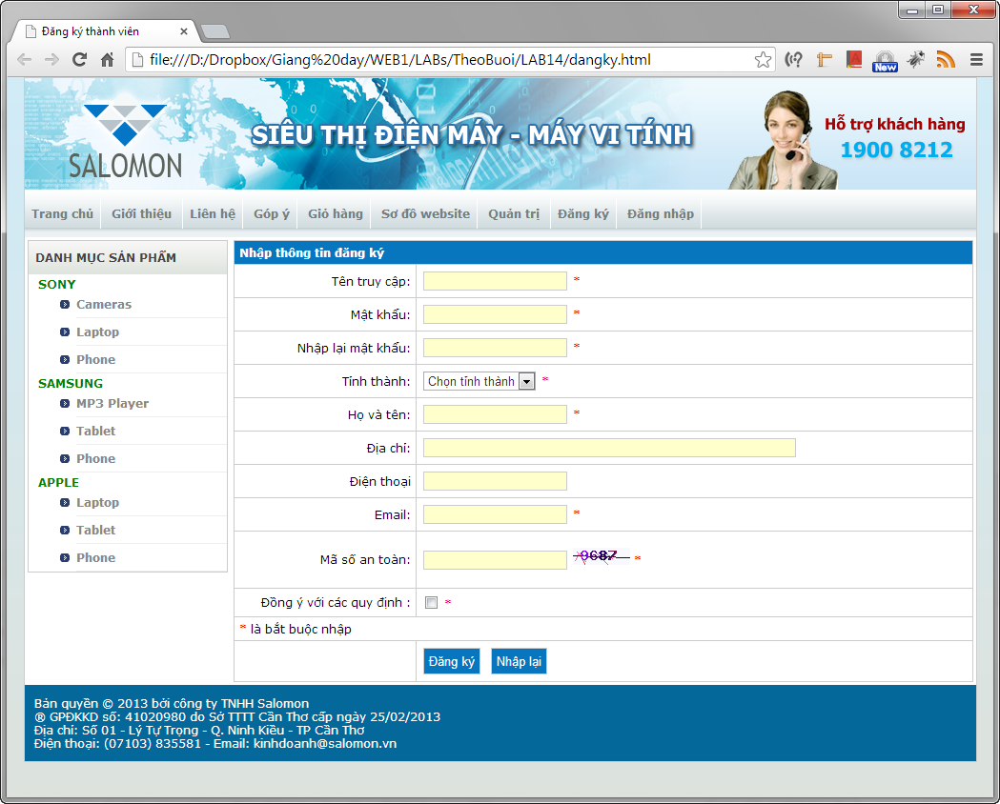 Đăng ký thành viên
file:///D:/Dropbox/Giang%20day/WEB1/LABs/TheoBuoi/LAB14/dangky.html
New
SALOMON
SIÊU THỊ ĐIỆN MÁY - MÁY VI TÍNH
Hỗ trợ khách hàng
1900 8212
Trang chủ Giới thiệu Liên hệ Góp ý Giỏ hàng Sơ đồ website Quản trị Đăng ký Đăng nhập
DANH MỤC SẢN PHẨM
SONY
Cameras
Laptop
Phone
SAMSUNG
MP3 Player
Tablet
Phone
APPLE
Laptop
Tablet
Phone
Nhập thông tin đăng ký
Tên truy cập: *
Mật khẩu: *
Nhập lại mật khẩu: *
Tỉnh thành: Chọn tỉnh thành *
Họ và tên: *
Địa chỉ:
Điện thoại
Email: *
Mã số an toàn: 9687 *
Đồng ý với các quy định : *
* là bắt buộc nhập
Đăng ký Nhập lại
Bản quyền © 2013 bởi công ty TNHH Salomon
® GPĐKKD số: 41020980 do Sở TTTT Cần Thơ cấp ngày 25/02/2013
Địa chỉ: Số 01 - Lý Tự Trọng - Q. Ninh Kiều - TP Cần Thơ
Điện thoại: (07103) 835581 - Email: kinhdoanh@salomon.vn